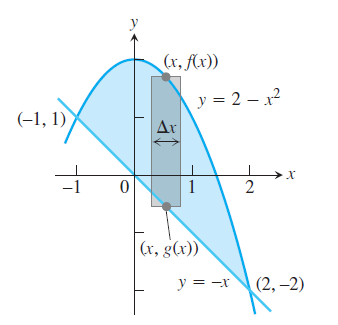 y
(x, f(x))
y = 2 − x²
(−1, 1)
Δx
x
−1
0
1
2
(x, g(x))
y = −x
(2, −2)